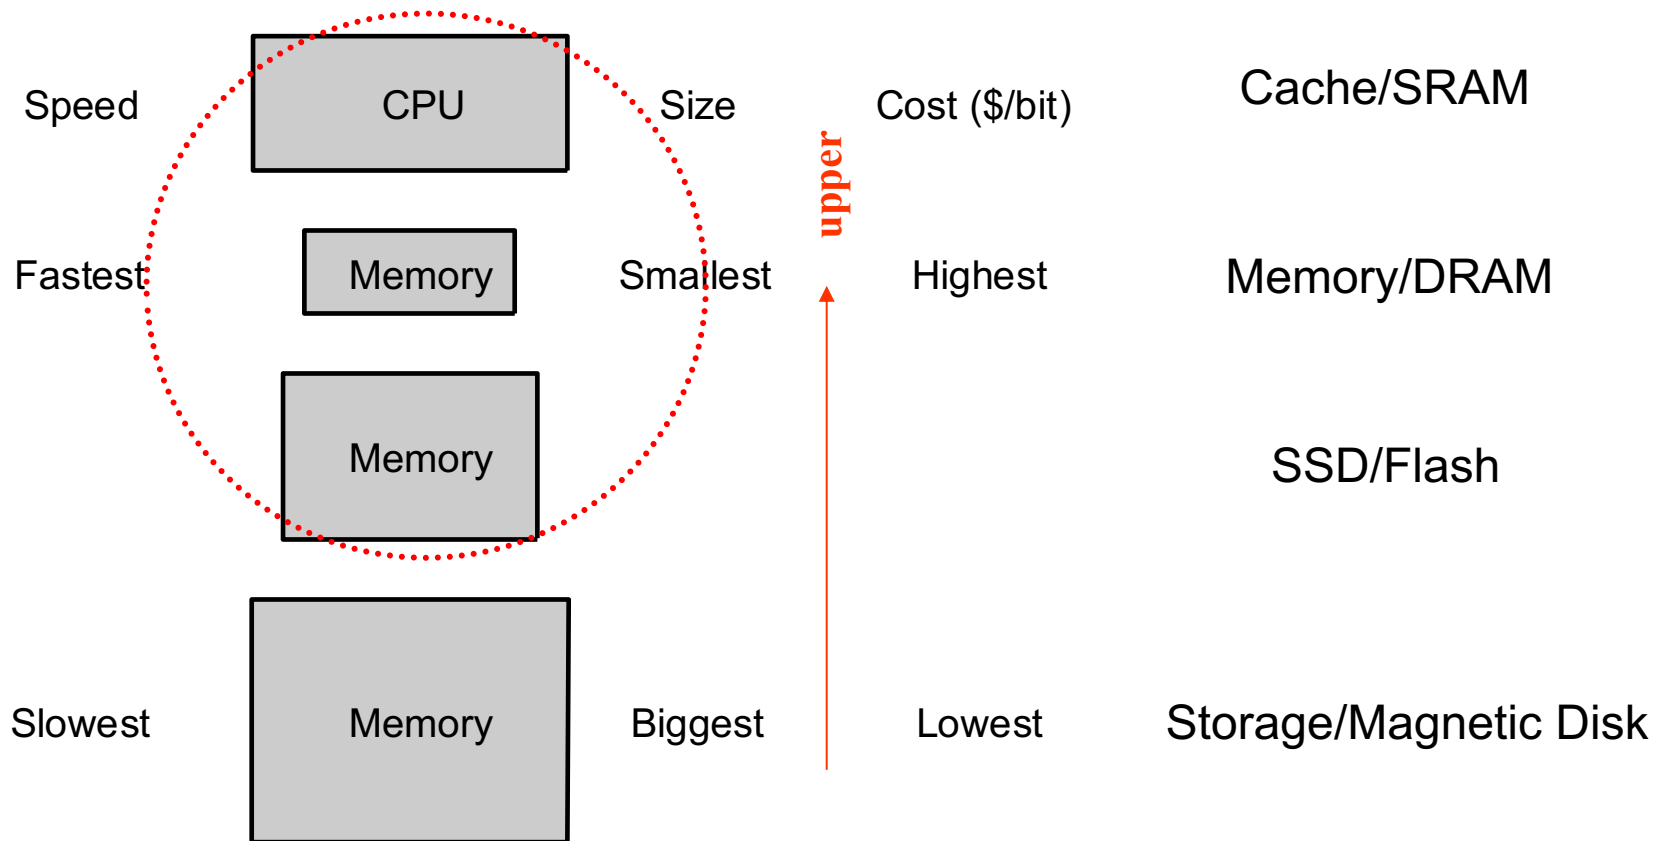 Speed
CPU
Size
Cost ($/bit)
Cache/SRAM
upper
Fastest
Memory
Smallest
Highest
Memory/DRAM
Memory
SSD/Flash
Slowest
Memory
Biggest
Lowest
Storage/Magnetic Disk